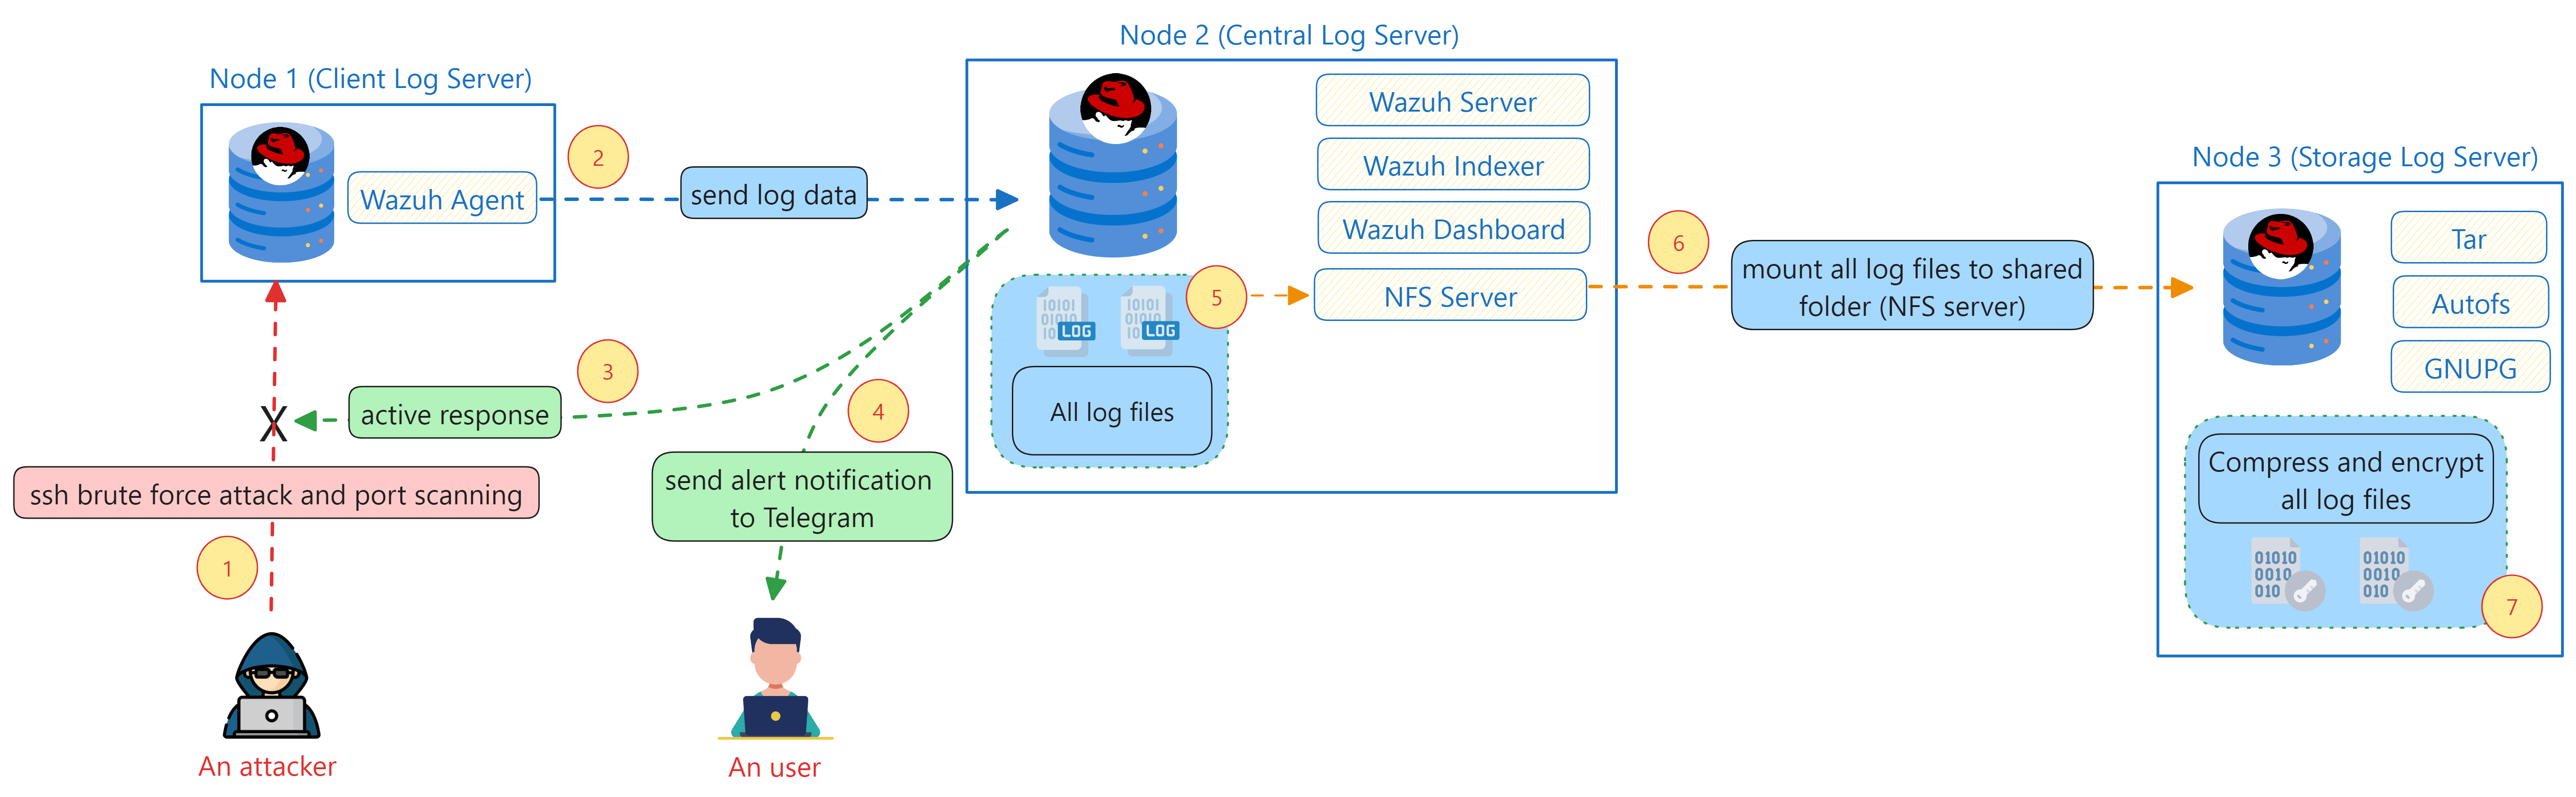 Node 1 (Client Log Server)
Wazuh Agent
2
send log data
Node 2 (Central Log Server)
Wazuh Server
Wazuh Indexer
Wazuh Dashboard
NFS Server
5
10101
01010
10
LOG
10101
01010
10
LOG
All log files
6
mount all log files to shared
folder (NFS server)
Node 3 (Storage Log Server)
Tar
Autofs
GNUPG
Compress and encrypt
all log files
01010
0010
010
01010
0010
010
7
3
active response
X
4
send alert notification
to Telegram
ssh brute force attack and port scanning
1
An attacker
An user